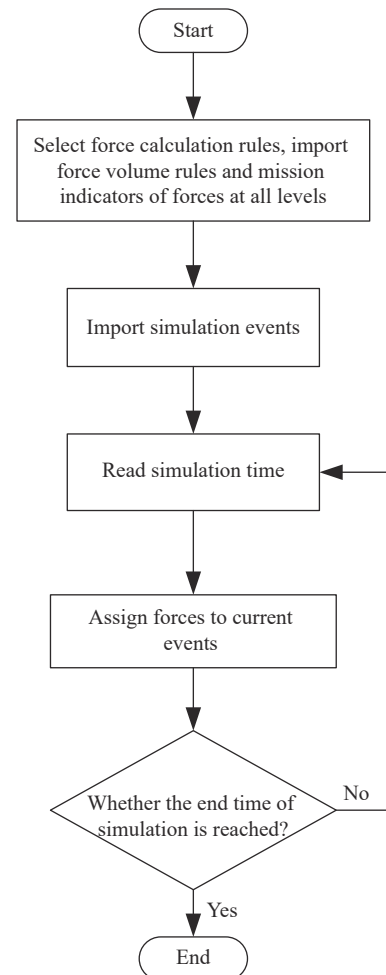 Start
Select force calculation rules, import
force volume rules and mission
indicators of forces at all levels
Import simulation events
Read simulation time
Assign forces to current
events
Whether the end time of
simulation is reached?
No
Yes
End